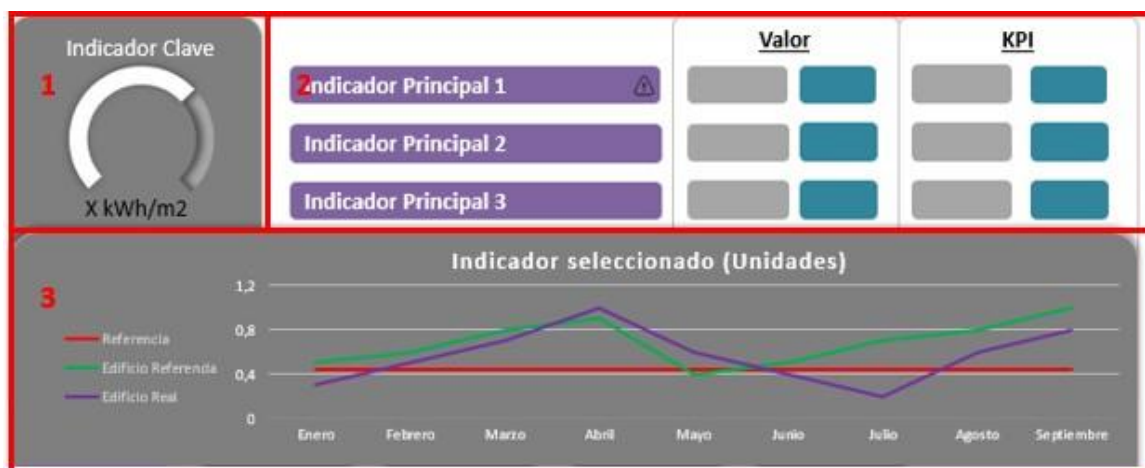 Indicador Clave
1
X kWh/m2
Valor
KPI
2
Indicador Principal 1
Indicador Principal 2
Indicador Principal 3
3
Indicador seleccionado (Unidades)
1,2
0,8
0,4
0
Referencia
Edificio Referencia
Edificio Real
Enero Febrero Marzo Abril Mayo Junio Julio Agosto Septiembre